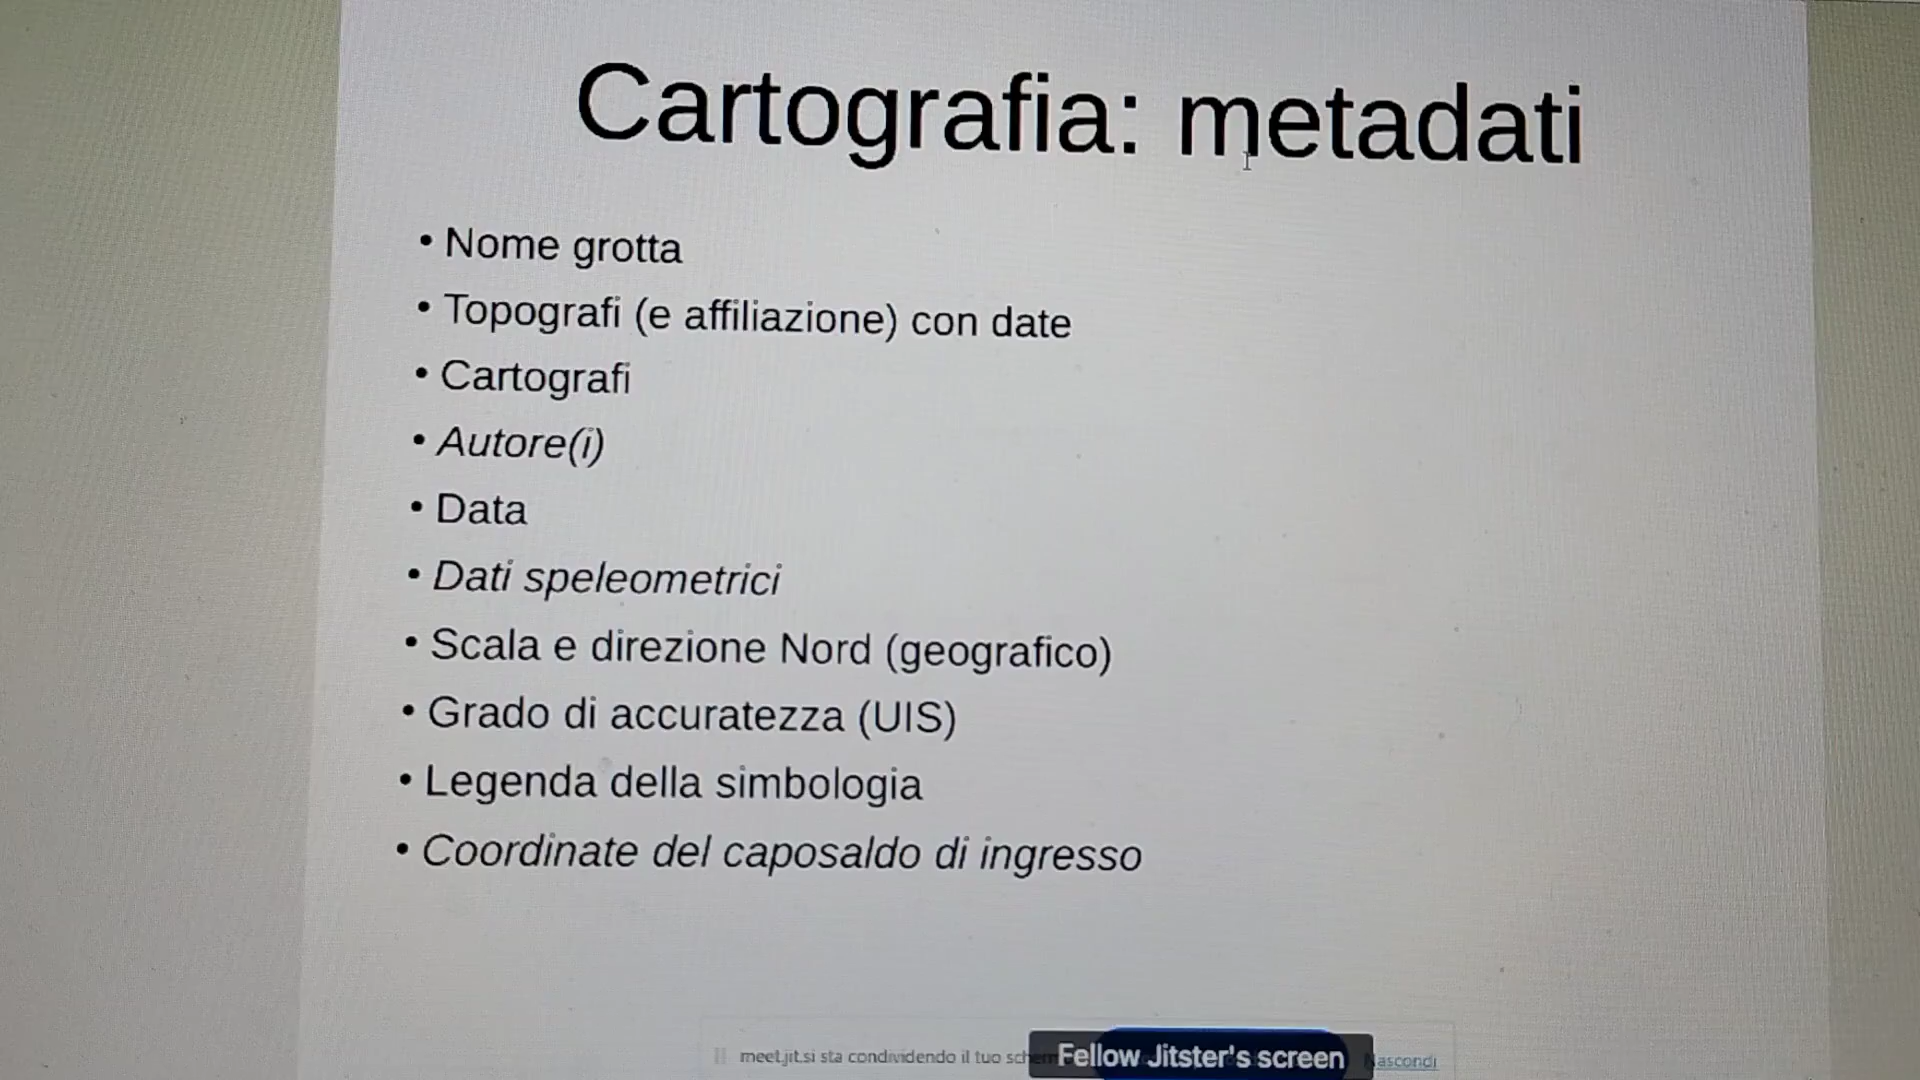 Cartografia: metadati
• Nome grotta
• Topografi (e affiliazione) con date
• Cartografi
• Autore(i)
• Data
• Dati speleometrici
• Scala e direzione Nord (geografico)
• Grado di accuratezza (UIS)
• Legenda della simbologia
• Coordinate del caposaldo di ingresso
meet.jit.si sta condividendo il tuo Fellow Jitster's screen Nascondi